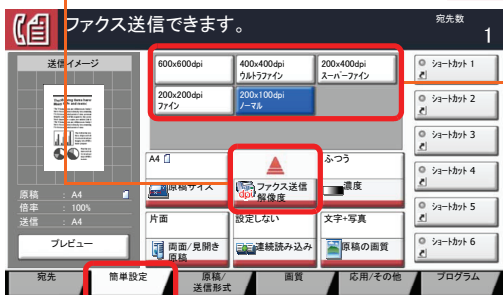 ファクス送信できます。
宛先数
1
送信イメージ
原稿 : A4
倍率 : 100%
送信 : A4
プレビュー
600x600dpi
400x400dpi
ウルトラファイン
200x400dpi
スーパーファイン
200x200dpi
ファイン
200x100dpi
ノーマル
A4
原稿サイズ
ファクス送信
解像度
dpi
ふつう
濃度
片面
両面/見開き
原稿
設定しない
連続読み込み
文字+写真
原稿の画質
ショートカット 1
ショートカット 2
ショートカット 3
ショートカット 4
ショートカット 5
ショートカット 6
宛先
簡単設定
原稿/
送信形式
画質
応用/その他
プログラム